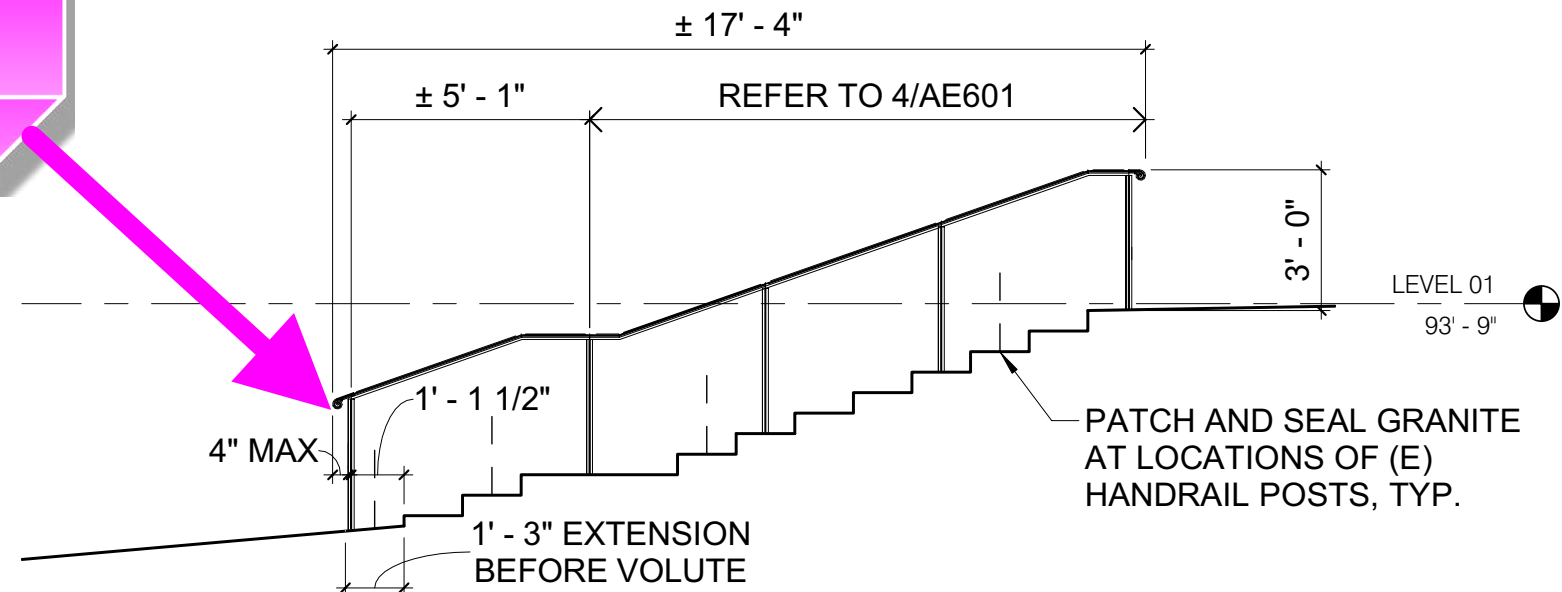 ± 17' - 4"
± 5' - 1"
REFER TO 4/AE601
3' - 0"
LEVEL 01
93' - 9"
1' - 1 1/2"
4" MAX
PATCH AND SEAL GRANITE
AT LOCATIONS OF (E)
HANDRAIL POSTS, TYP.
1' - 3" EXTENSION
BEFORE VOLUTE